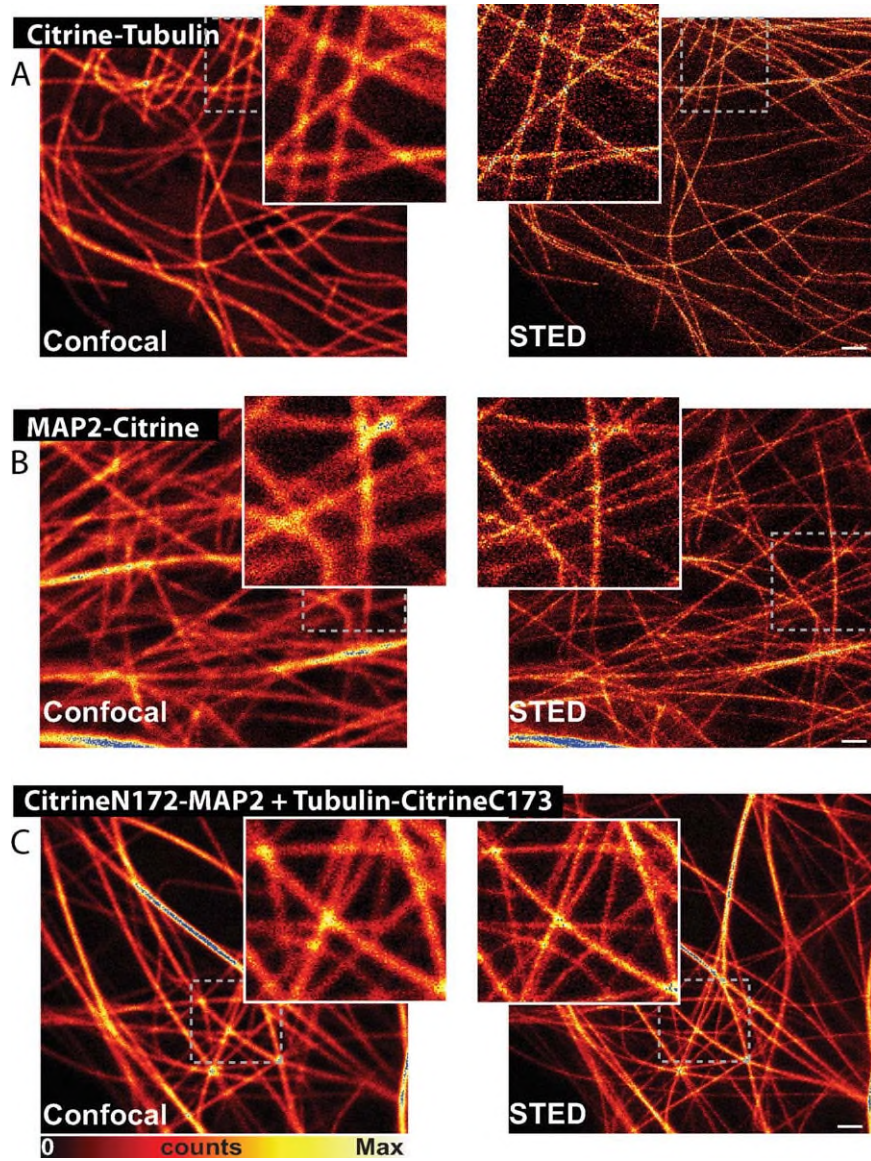 Citrine-Tubulin
A
Confocal
STED
MAP2-Citrine
B
Confocal
STED
CitrineN172-MAP2 + Tubulin-CitrineC173
C
Confocal
STED
0 counts Max